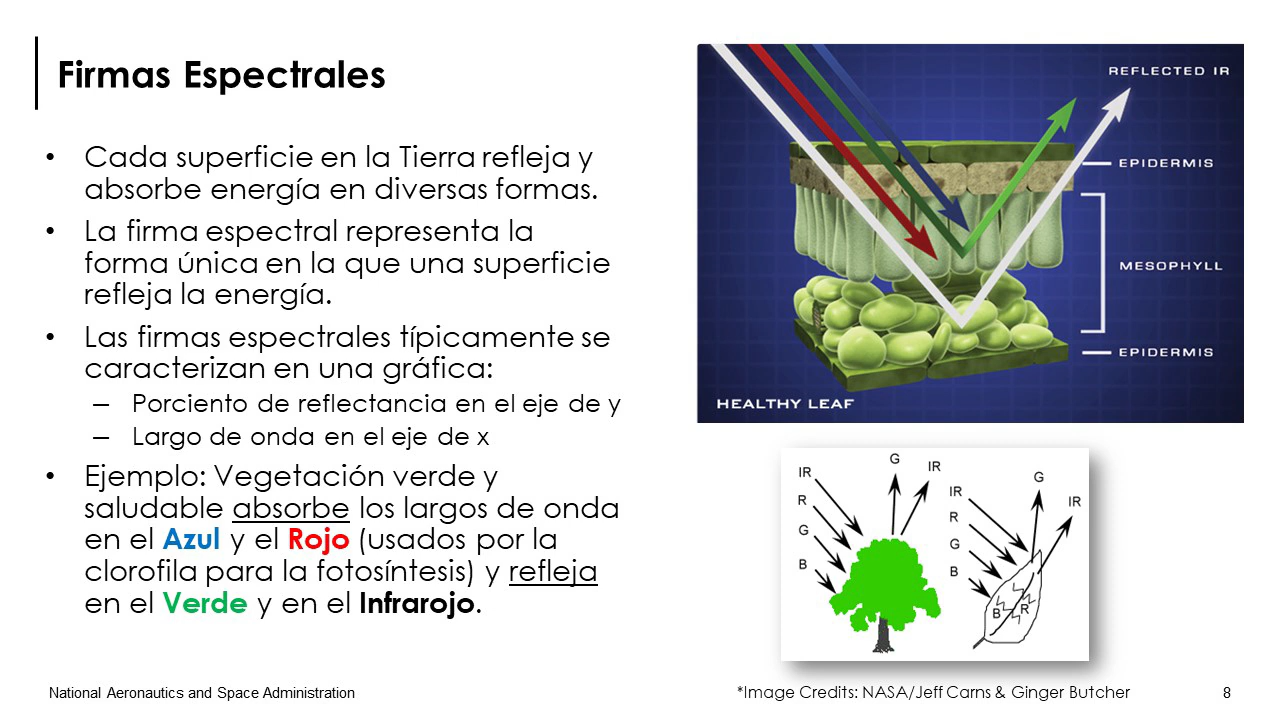 Firmas Espectrales
• Cada superficie en la Tierra refleja y
absorbe energía en diversas formas.
• La firma espectral representa la
forma única en la que una superficie
refleja la energía.
• Las firmas espectrales típicamente se
caracterizan en una gráfica:
– Porciento de reflectancia en el eje de y
– Largo de onda en el eje de x
• Ejemplo: Vegetación verde y
saludable absorbe los largos de onda
en el Azul y el Rojo (usados por la
clorofila para la fotosíntesis) y refleja
en el Verde y en el Infrarojo.
REFLECTED IR
EPIDERMIS
MESOPHYLL
EPIDERMIS
HEALTHY LEAF
IR
R
G
B
G
IR
IR
R
G
B
G
IR
B
R
National Aeronautics and Space Administration
*Image Credits: NASA/Jeff Carns & Ginger Butcher
8